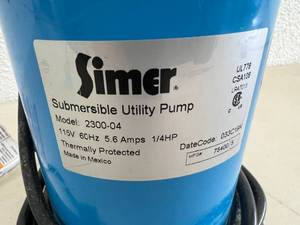 Simer
Submersible Utility Pump
Model: 2300-04
115V 60Hz 5.6 Amps 1/4HP
Thermally Protected
Made in Mexico
UL778
CSA108
DateCode: